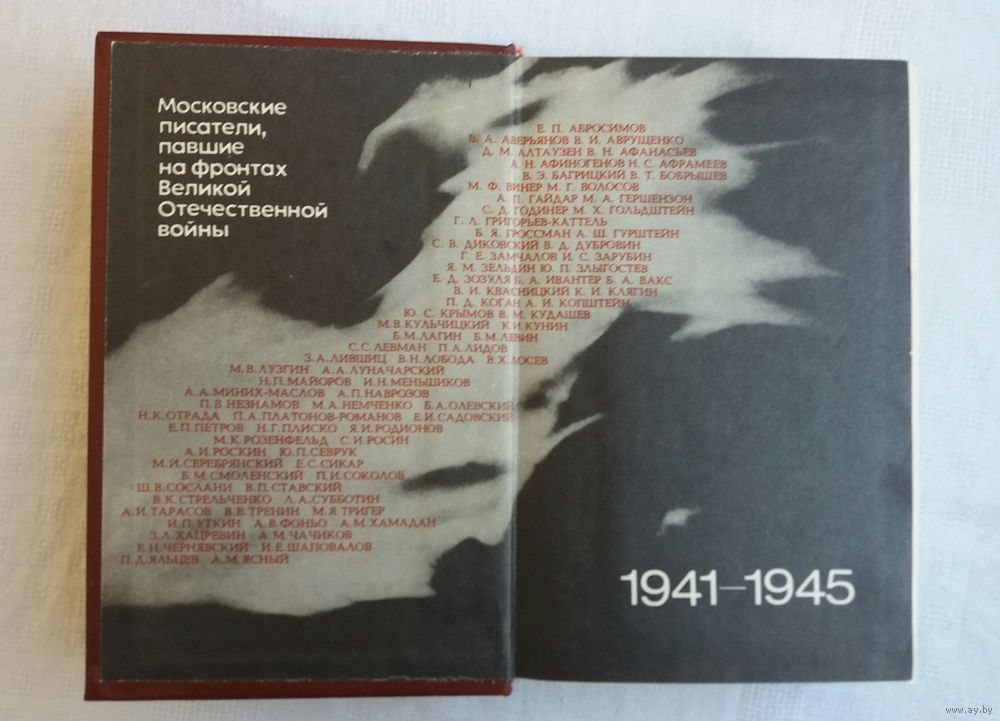 Московские
писатели,
павшие
на фронтах
Великой
Отечественной
войны
Е. П. АБРОСИМОВ
В. А. АВЕРЬЯНОВ В. И. АВРУЩЕНКО
Д. М. АЛТАУЗЕН В. Н. АФАНАСЬЕВ
А. Н. АФИНОГЕНОВ Н. С. АФРАМЕЕВ
В. Э. БАГРИЦКИЙ В. Т. БОБРЫШЕВ
М. Ф. ВИНЕР М. Г. ВОЛОСОВ
А. П. ГАЙДАР М. А. ГЕРШЕНЗОН
С. Д. ГОДИНЕР М. Х. ГОЛЬДШТЕЙН
Г. Л. ГРИГОРЬЕВ-КАТТЕЛЬ
Б. Я. ГРОССМАН А. Ш. ГУРШТЕЙН
С. В. ДИКОВСКИЙ В. Д. ДУБРОВИН
Г. Е. ЗАМЧАЛОВ И. С. ЗАРУБИН
Я. М. ЗЕЛЬДИН Ю. П. ЗЛЫГОСТЕВ
Е. Д. ЗОЗУЛЯ Б. А. ИВАНТЕР Б. А. ВАКС
В. И. КВАСНИЦКИЙ К. И. КЛЯГИН
П. Д. КОГАН А. И. КОПШТЕЙН
Ю. С. КРЫМОВ В. М. КУДАШЕВ
М. В. КУЛЬЧИЦКИЙ К. И. КУНИН
Б. М. ЛАГИН Б. М. ЛЕВИН
С. С. ЛЕВМАН П. А. ЛИДОВ
З. А. ЛИВШИЦ В. Н. ЛОБОДА В. Х. ЛОСЕВ
М. В. ЛУЗГИН А. А. ЛУНАЧАРСКИЙ
Н. П. МАЙОРОВ И. Н. МЕНЬШИКОВ
А. А. МИНИХ-МАСЛОВ А. П. НАВРОЗОВ
П. В. НЕЗНАМОВ М. А. НЕМЧЕНКО Б. А. ОЛЕВСКИЙ
Н. К. ОТРАДА П. А. ПЛАТОНОВ-РОМАНОВ Е. И. САДОВСКИЙ
Е. П. ПЕТРОВ Н. Г. ПЛИСКО Я. И. РОДИОНОВ
М. К. РОЗЕНФЕЛЬД С. И. РОСИН
А. И. РОСКИН Ю. П. СЕВРУК
М. И. СЕРЕБРЯНСКИЙ Е. С. СИКАР
Б. М. СМОЛЕНСКИЙ П. И. СОКОЛОВ
Ш. В. СОСЛАНИ В. П. СТАВСКИЙ
В. К. СТРЕЛЬЧЕНКО Л. А. СУББОТИН
А. И. ТАРАСОВ В. В. ТРЕНИН М. Я. ТРИГЕР
И. П. УТКИН А. В. ФОНЬО А. М. ХАМАДАН
З. Л. ХАЦРЕВИН А. М. ЧАЧИКОВ
Е. Н. ЧЕРНЯВСКИЙ И. Е. ШАПОВАЛОВ
П. Д. ЯЛЬЦЕВ А. М. ЯСНЫЙ
1941—1945
www.ay.by